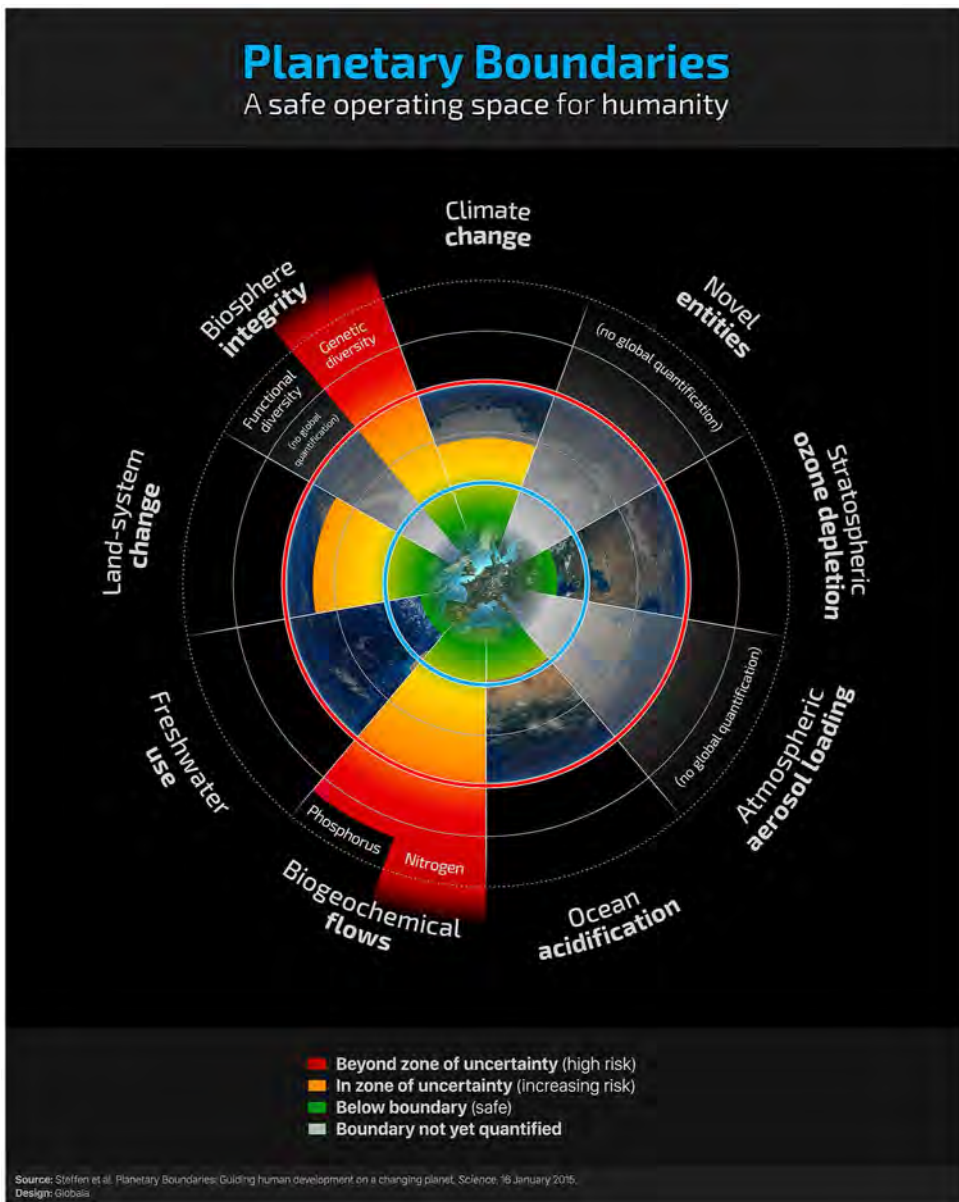 Planetary Boundaries
A safe operating space for humanity
Climate
change
Novel
entities
(no global quantification)
Stratospheric
ozone depletion
Atmospheric
aerosol loading
(no global quantification)
Ocean
acidification
Biogeochemical
flows
Phosphorus
Nitrogen
Freshwater
use
Land-system
change
Biosphere
integrity
Genetic
diversity
Functional
diversity
(no global
quantification)
Beyond zone of uncertainty (high risk)
In zone of uncertainty (increasing risk)
Below boundary (safe)
Boundary not yet quantified
Source: Steffen et al. Planetary Boundaries: Guiding human development on a changing planet, Science, 16 January 2015.
Design: Globaïa